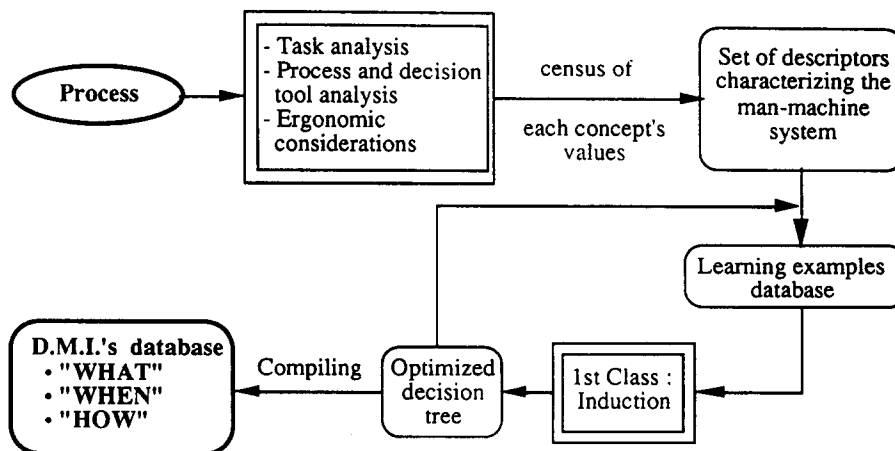 Process
- Task analysis
- Process and decision
tool analysis
- Ergonomic
considerations
census of
each concept's
values
Set of descriptors
characterizing the
man-machine
system
Learning examples
database
1st Class :
Induction
Optimized
decision
tree
Compiling
D.M.I.'s database
• "WHAT"
• "WHEN"
• "HOW"